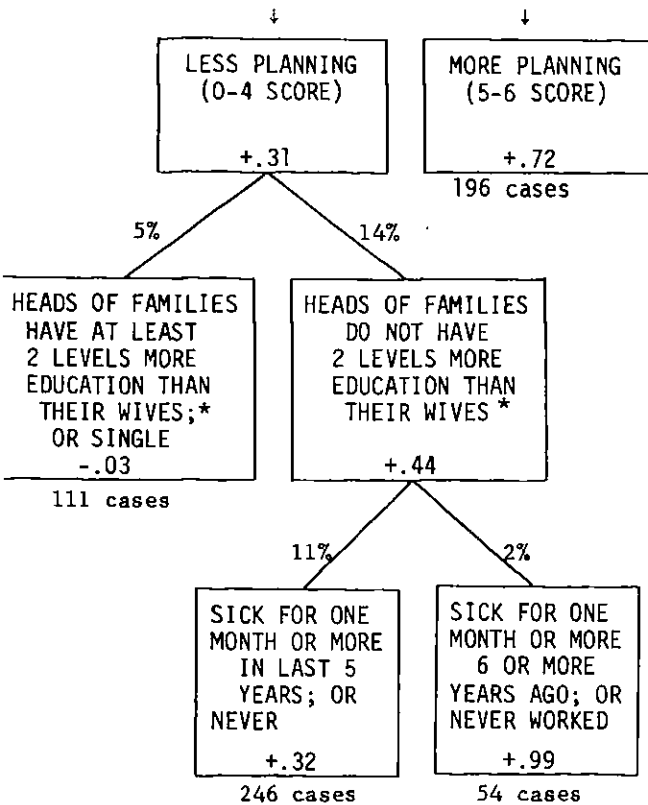 LESS PLANNING
(0-4 SCORE)
+.31
MORE PLANNING
(5-6 SCORE)
+.72
196 cases
5%
14%
HEADS OF FAMILIES
HAVE AT LEAST
2 LEVELS MORE
EDUCATION THAN
THEIR WIVES;*
OR SINGLE
-.03
111 cases
HEADS OF FAMILIES
DO NOT HAVE
2 LEVELS MORE
EDUCATION THAN
THEIR WIVES *
+.44
11%
2%
SICK FOR ONE
MONTH OR MORE
IN LAST 5
YEARS; OR
NEVER
+.32
246 cases
SICK FOR ONE
MONTH OR MORE
6 OR MORE
YEARS AGO; OR
NEVER WORKED
+.99
54 cases